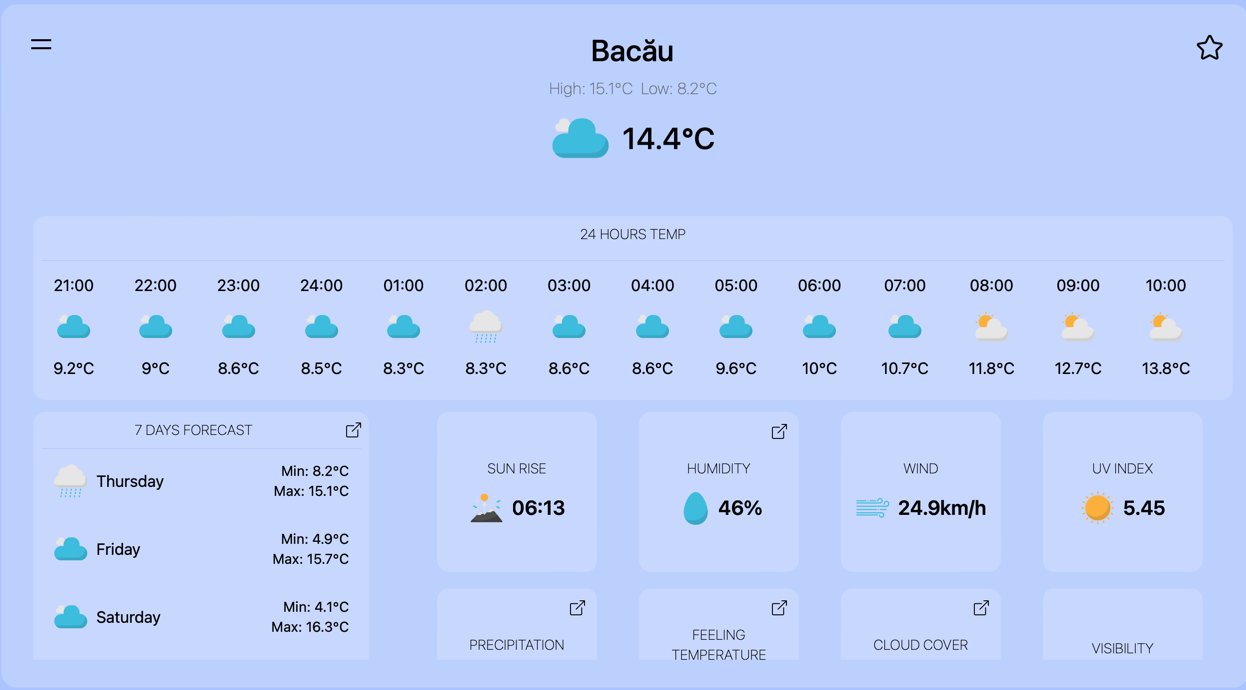 Bacău
High: 15.1°C Low: 8.2°C
14.4°C
24 HOURS TEMP
21:00 22:00 23:00 24:00 01:00 02:00 03:00 04:00 05:00 06:00 07:00 08:00 09:00 10:00
9.2°C 9°C 8.6°C 8.5°C 8.3°C 8.3°C 8.6°C 8.6°C 9.6°C 10°C 10.7°C 11.8°C 12.7°C 13.8°C
7 DAYS FORECAST
Thursday
Min: 8.2°C
Max: 15.1°C
Friday
Min: 4.9°C
Max: 15.7°C
Saturday
Min: 4.1°C
Max: 16.3°C
SUN RISE
06:13
HUMIDITY
46%
WIND
24.9km/h
UV INDEX
5.45
PRECIPITATION
FEELING
TEMPERATURE
CLOUD COVER
VISIBILITY